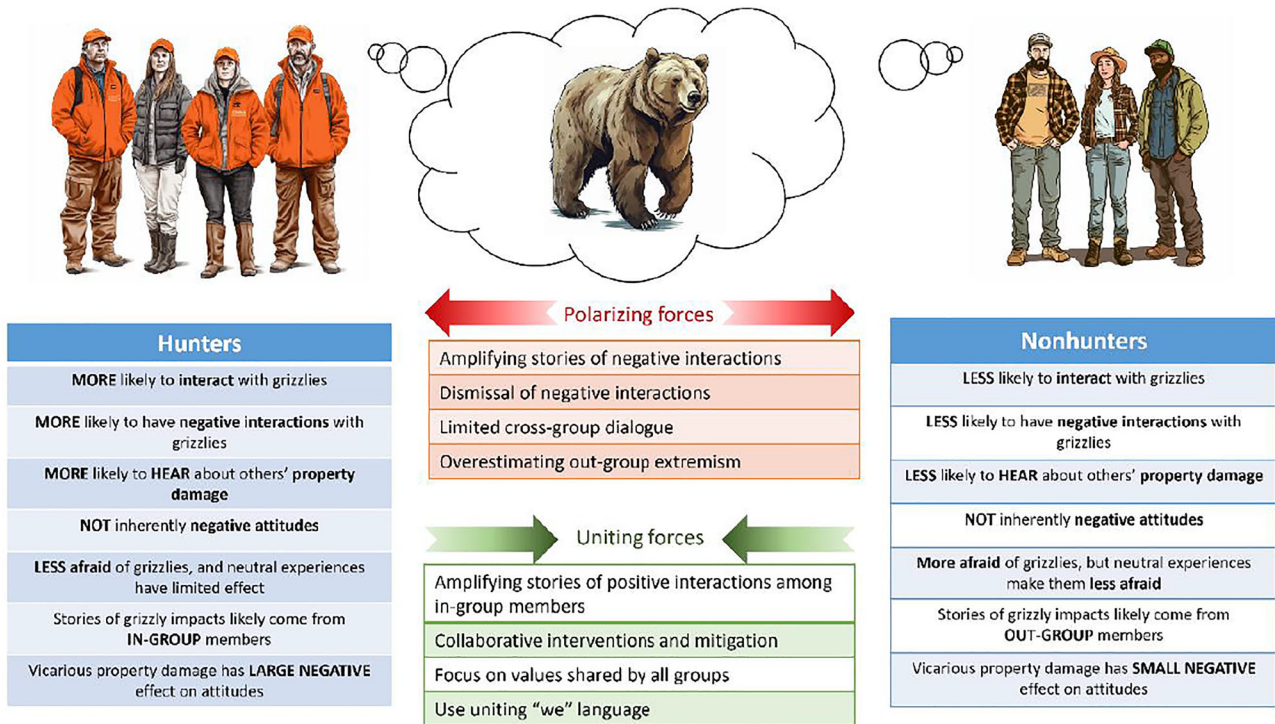 Hunters
MORE likely to interact with grizzlies
MORE likely to have negative interactions with
grizzlies
MORE likely to HEAR about others' property
damage
NOT inherently negative attitudes
LESS afraid of grizzlies, and neutral experiences
have limited effect
Stories of grizzly impacts likely come from
IN-GROUP members
Vicarious property damage has LARGE NEGATIVE
effect on attitudes
Polarizing forces
Amplifying stories of negative interactions
Dismissal of negative interactions
Limited cross-group dialogue
Overestimating out-group extremism
Uniting forces
Amplifying stories of positive interactions among
in-group members
Collaborative interventions and mitigation
Focus on values shared by all groups
Use uniting "we" language
Nonhunters
LESS likely to interact with grizzlies
LESS likely to have negative interactions with
grizzlies
LESS likely to HEAR about others' property damage
NOT inherently negative attitudes
More afraid of grizzlies, but neutral experiences
make them less afraid
Stories of grizzly impacts likely come from
OUT-GROUP members
Vicarious property damage has SMALL NEGATIVE
effect on attitudes